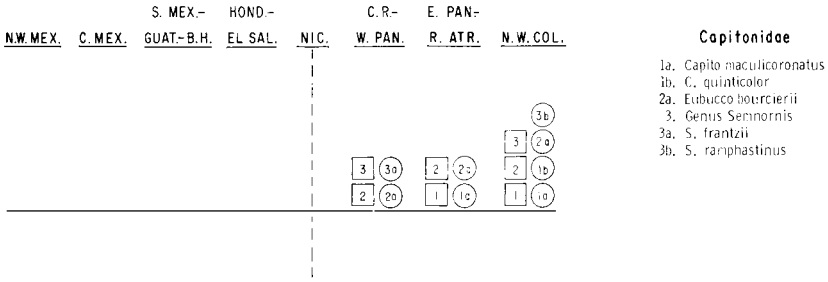 S. MEX.- HOND.- C.R.- E. PAN.-
N.W.MEX. C.MEX. GUAT.-B.H. EL SAL. NIC. W. PAN. R. ATR. N.W.COL.
3b
3 2a
3 3a 2 2a 2 1b
2 2a 1 1a 1 1a
Capitonidae
1a. Capito maculicoronatus
1b. C. quinticolor
2a. Eubucco bourcierii
3. Genus Semnornis
3a. S. frantzii
3b. S. ramphastinus